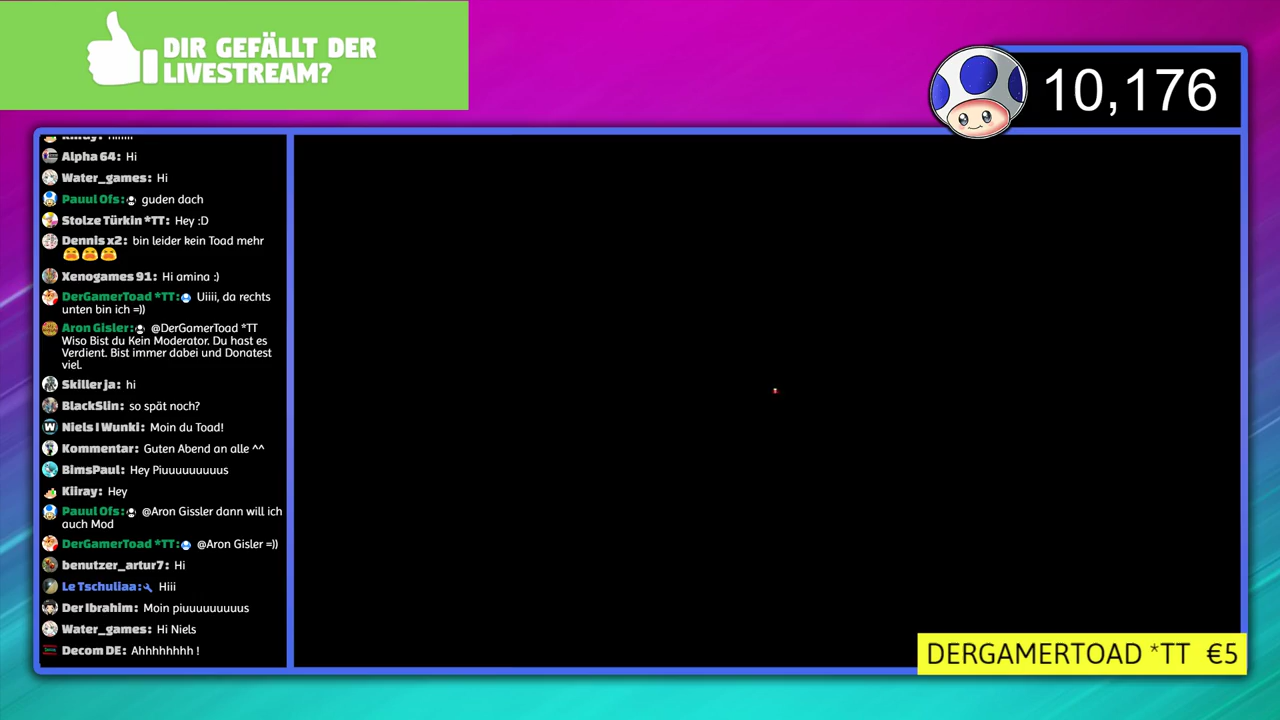 DIR GEFÄLLT DER
LIVESTREAM?
10,176
Alpha 64: Hi
Water_games: Hi
Pauul Ofs: guden dach
Stolze Türkin *TT: Hey :D
Dennis x2: bin leider kein Toad mehr
Xenogames 91: Hi amina :)
DerGamerToad *TT: Uiiii, da rechts
unten bin ich =))
Aron Gisler: @DerGamerToad *TT
Wiso Bist du Kein Moderator. Du hast es
Verdient. Bist immer dabei und Donatest
viel.
Skiller ja: hi
BlackSlin: so spät noch?
W Niels I Wunki: Moin du Toad!
Kommentar: Guten Abend an alle ^^
BimsPaul: Hey Piuuuuuuuus
Kiiray: Hey
Pauul Ofs: @Aron Gissler dann will ich
auch Mod
DerGamerToad *TT: @Aron Gisler =))
benutzer_artur7: Hi
Le Tschuliaa: Hiii
Der Ibrahim: Moin piuuuuuuuuus
Water_games: Hi Niels
Decom DE: Ahhhhhhhh !
DERGAMERTOAD *TT €5